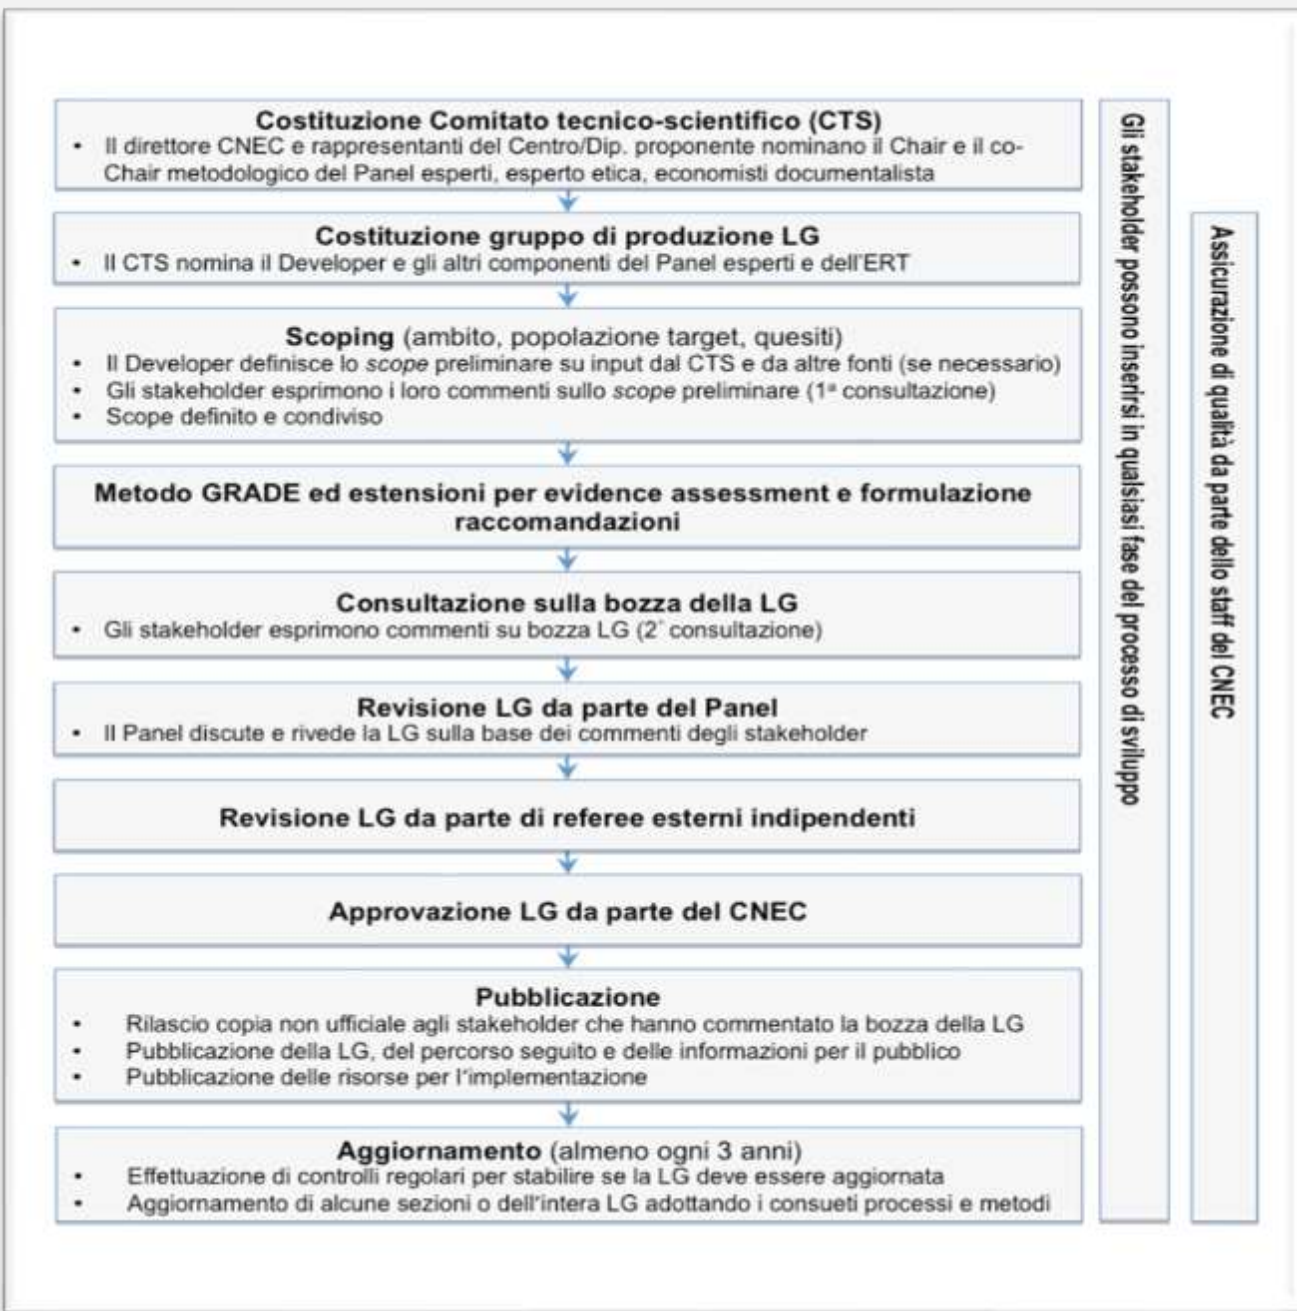 Costituzione Comitato tecnico-scientifico (CTS)
• Il direttore CNEC e rappresentanti del Centro/Dip. proponente nominano il Chair e il co-
Chair metodologico del Panel esperti, esperto etica, economisti documentalista
Costituzione gruppo di produzione LG
• Il CTS nomina il Developer e gli altri componenti del Panel esperti e dell'ERT
Scoping (ambito, popolazione target, quesiti)
• Il Developer definisce lo scope preliminare su input dal CTS e da altre fonti (se necessario)
• Gli stakeholder esprimono i loro commenti sullo scope preliminare (1ª consultazione)
• Scope definito e condiviso
Metodo GRADE ed estensioni per evidence assessment e formulazione
raccomandazioni
Consultazione sulla bozza della LG
• Gli stakeholder esprimono commenti su bozza LG (2ª consultazione)
Revisione LG da parte del Panel
• Il Panel discute e rivede la LG sulla base dei commenti degli stakeholder
Revisione LG da parte di referee esterni indipendenti
Approvazione LG da parte del CNEC
Pubblicazione
• Rilascio copia non ufficiale agli stakeholder che hanno commentato la bozza della LG
• Pubblicazione della LG, del percorso seguito e delle informazioni per il pubblico
• Pubblicazione delle risorse per l'implementazione
Aggiornamento (almeno ogni 3 anni)
• Effettuazione di controlli regolari per stabilire se la LG deve essere aggiornata
• Aggiornamento di alcune sezioni o dell'intera LG adottando i consueti processi e metodi
Gli stakeholder possono inserirsi in qualsiasi fase del processo di sviluppo
Assicurazione di qualità da parte dello staff del CNEC